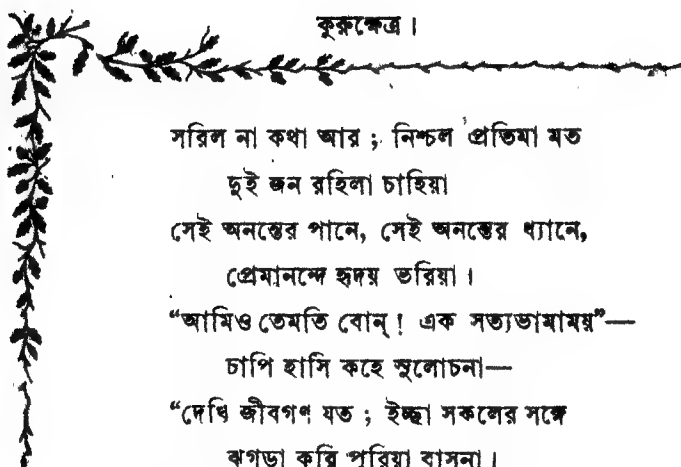 কুরুক্ষেত্র।
সরিল না কথা আর ; নিশ্চল প্রতিমা মত
দুই জন রহিলা চাহিয়া
সেই অনন্তের পানে, সেই অনন্তের ধ্যানে,
প্রেমানন্দে হৃদয় ভরিয়া।
“আমিও তেমতি বোন্! এক সত্যভামাময়”—
চাপি হাসি কহে সুলোচনা—
“দেখি জীবগণ যত ; ইচ্ছা সকলের সঙ্গে
ঝগড়া করি পূরিয়া বাসনা।